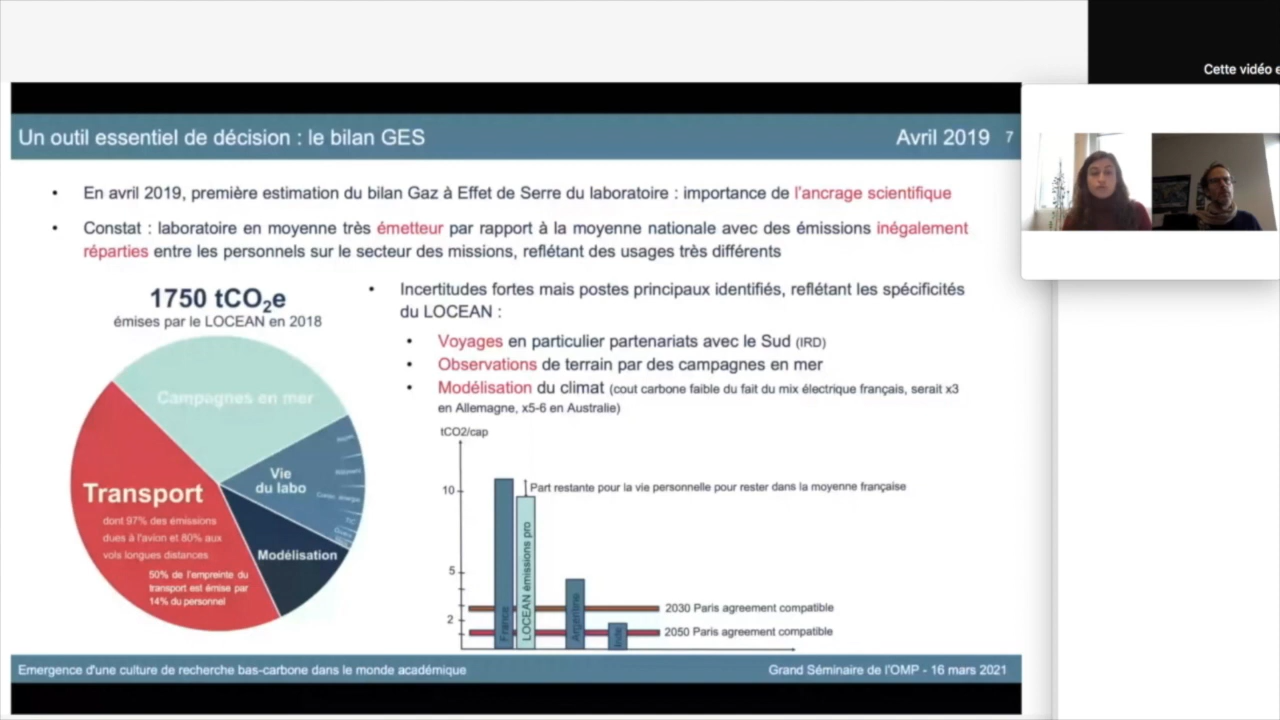 Cette vidéo e
Un outil essentiel de décision : le bilan GES
Avril 2019 7
• En avril 2019, première estimation du bilan Gaz à Effet de Serre du laboratoire : importance de l'ancrage scientifique
• Constat : laboratoire en moyenne très émetteur par rapport à la moyenne nationale avec des émissions inégalement
réparties entre les personnels sur le secteur des missions, reflétant des usages très différents
1750 tCO₂e
émises par le LOCEAN en 2018
Campagnes en mer
Vie
du labo
Modélisation
Transport
dont 97% des émissions
dues à l'avion et 80% aux
vols longues distances
50% de l'empreinte du
transport est émise par
14% du personnel
• Incertitudes fortes mais postes principaux identifiés, reflétant les spécificités
du LOCEAN :
• Voyages en particulier partenariats avec le Sud (IRD)
• Observations de terrain par des campagnes en mer
• Modélisation du climat (cout carbone faible du fait du mix électrique français, serait x3
en Allemagne, x5-6 en Australie)
tCO2/cap
10
5
2
Part restante pour la vie personnelle pour rester dans la moyenne française
France
LOCEAN émissions pro
Argentine
Inde
2030 Paris agreement compatible
2050 Paris agreement compatible
Emergence d'une culture de recherche bas-carbone dans le monde académique
Grand Séminaire de l'OMP - 16 mars 2021